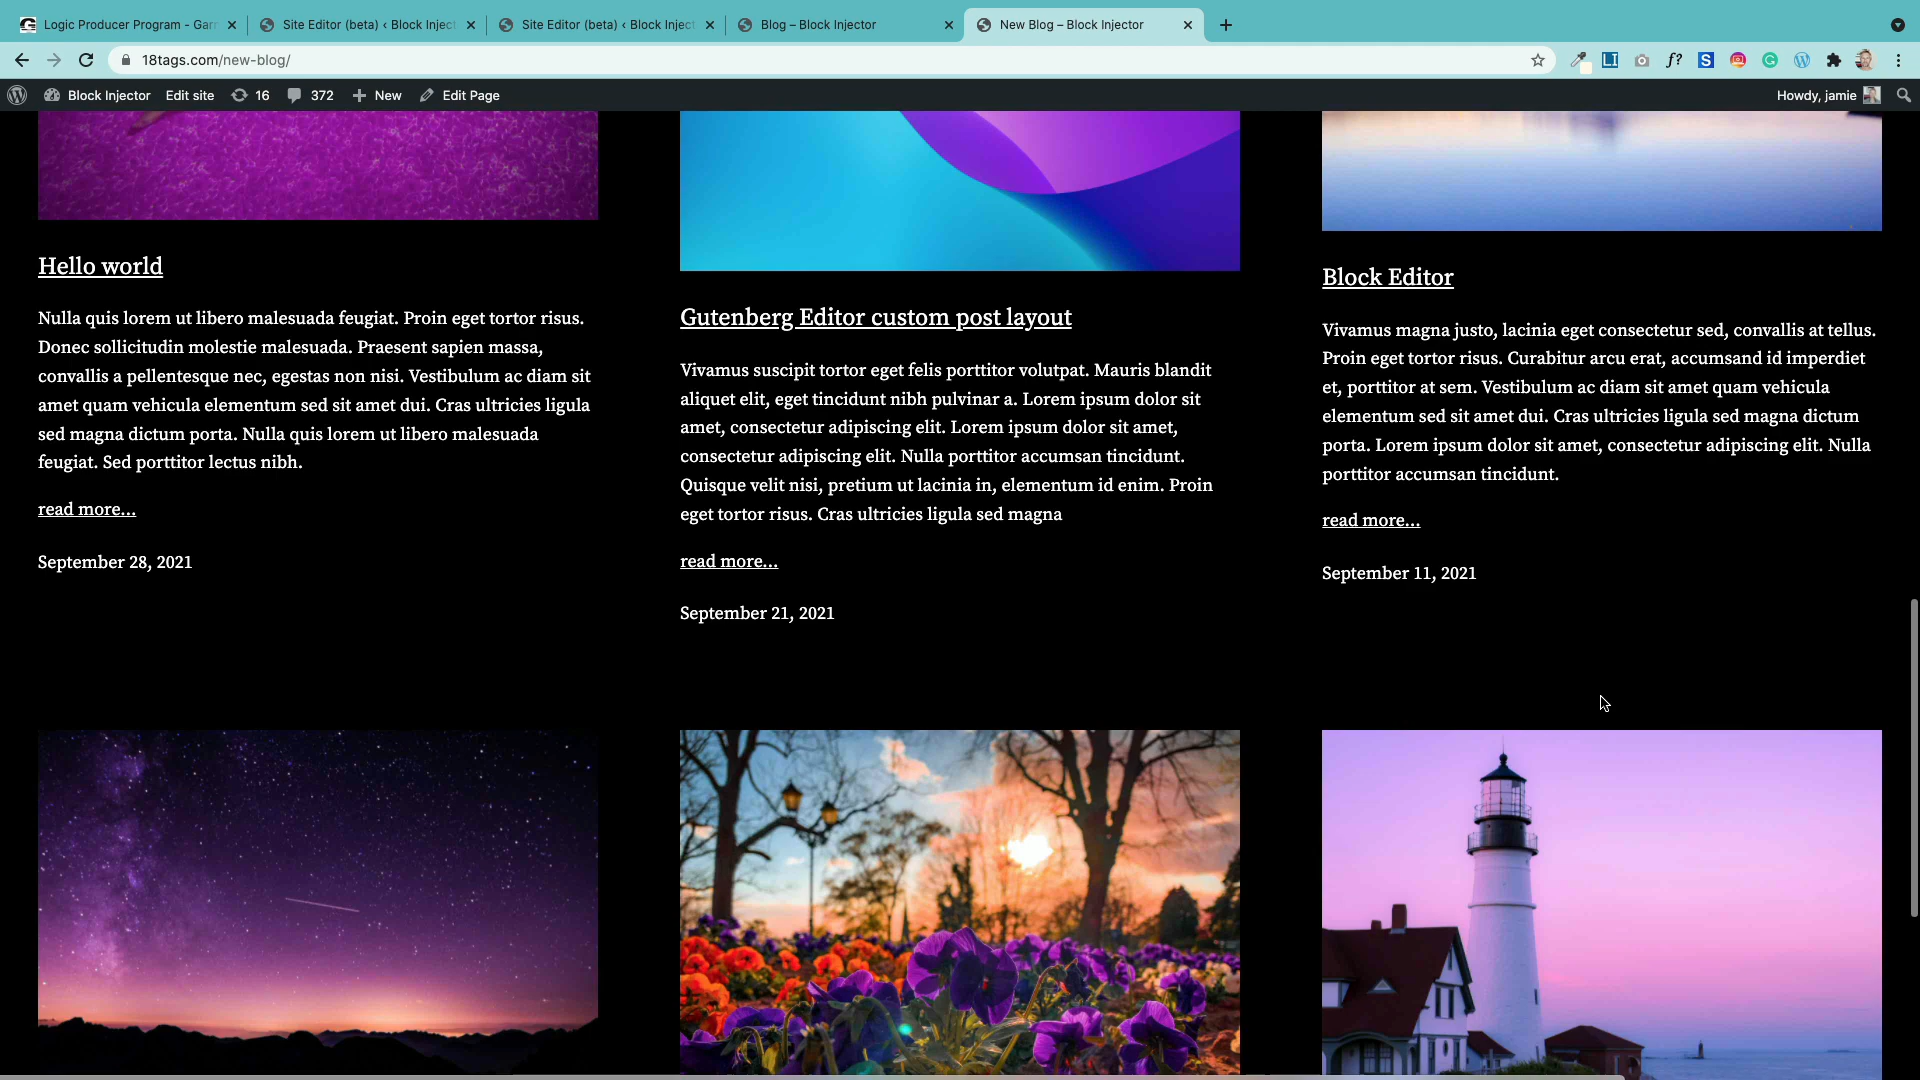 Logic Producer Program - Garr
Site Editor (beta) ‹ Block Inject
Site Editor (beta) ‹ Block Inject
Blog – Block Injector
New Blog – Block Injector
18tags.com/new-blog/
Block Injector
Edit site
16
372
New
Edit Page
Howdy, jamie
Hello world
Nulla quis lorem ut libero malesuada feugiat. Proin eget tortor risus.
Donec sollicitudin molestie malesuada. Praesent sapien massa,
convallis a pellentesque nec, egestas non nisi. Vestibulum ac diam sit
amet quam vehicula elementum sed sit amet dui. Cras ultricies ligula
sed magna dictum porta. Nulla quis lorem ut libero malesuada
feugiat. Sed porttitor lectus nibh.
read more…
September 28, 2021
Gutenberg Editor custom post layout
Vivamus suscipit tortor eget felis porttitor volutpat. Mauris blandit
aliquet elit, eget tincidunt nibh pulvinar a. Lorem ipsum dolor sit
amet, consectetur adipiscing elit. Lorem ipsum dolor sit amet,
consectetur adipiscing elit. Nulla porttitor accumsan tincidunt.
Quisque velit nisi, pretium ut lacinia in, elementum id enim. Proin
eget tortor risus. Cras ultricies ligula sed magna
read more…
September 21, 2021
Block Editor
Vivamus magna justo, lacinia eget consectetur sed, convallis at tellus.
Proin eget tortor risus. Curabitur arcu erat, accumsand id imperdiet
et, porttitor at sem. Vestibulum ac diam sit amet quam vehicula
elementum sed sit amet dui. Cras ultricies ligula sed magna dictum
porta. Lorem ipsum dolor sit amet, consectetur adipiscing elit. Nulla
porttitor accumsan tincidunt.
read more…
September 11, 2021